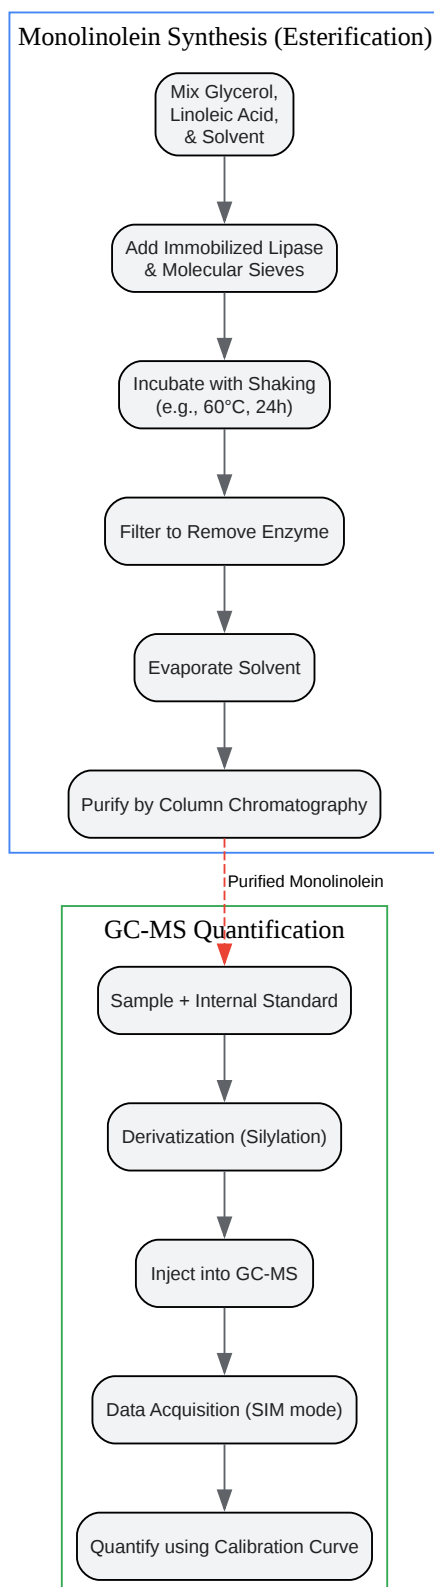 Monolinolein Synthesis (Esterification)
Mix Glycerol,
Linoleic Acid,
& Solvent
Add Immobilized Lipase
& Molecular Sieves
Incubate with Shaking
(e.g., 60°C, 24h)
Filter to Remove Enzyme
Evaporate Solvent
Purify by Column Chromatography
Purified Monolinolein
GC-MS Quantification
Sample + Internal Standard
Derivatization (Silylation)
Inject into GC-MS
Data Acquisition (SIM mode)
Quantify using Calibration Curve